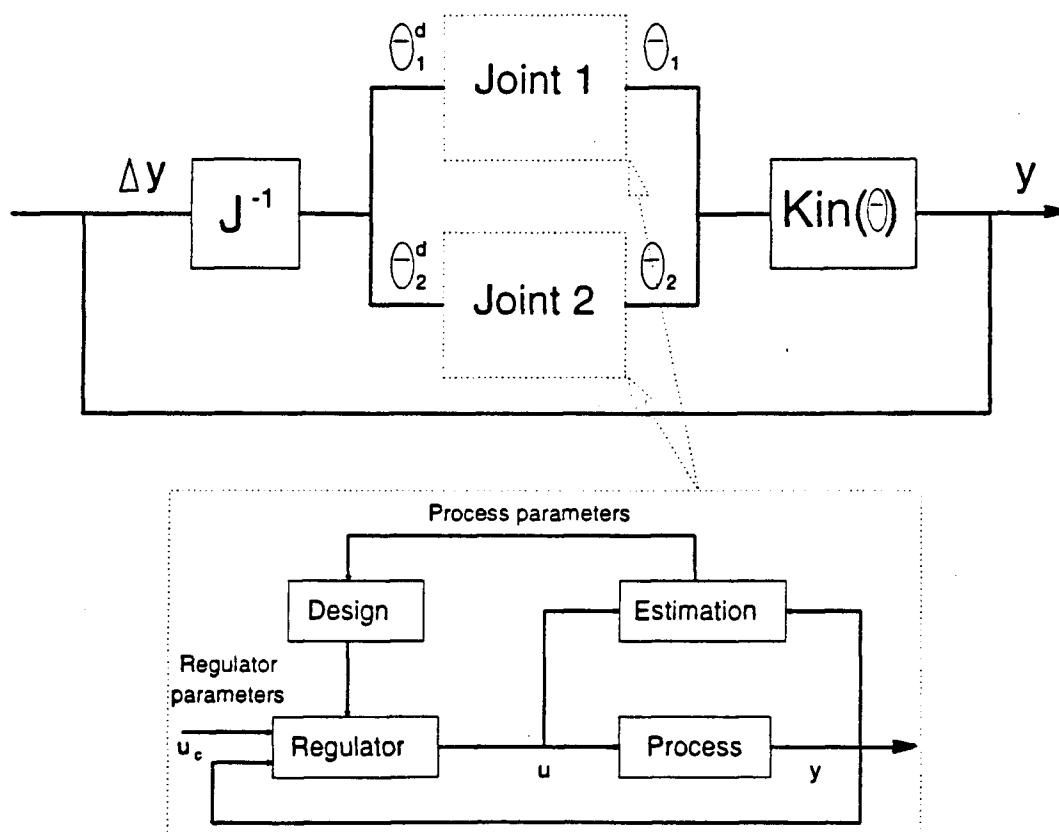 Θ₁ᵈ
Joint 1
Θ₁
Δy
J⁻¹
Kin(Θ)
y
Θ₂ᵈ
Joint 2
Θ₂
Process parameters
Design
Estimation
Regulator
parameters
u_c
Regulator
u
Process
y